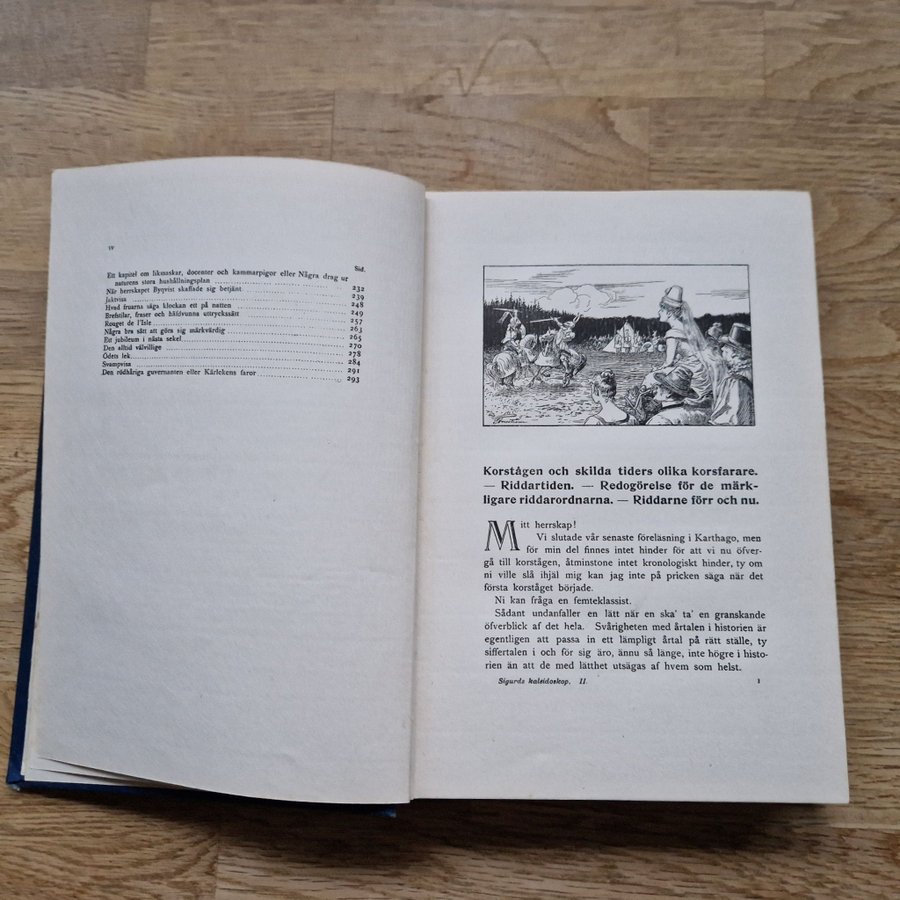 IV
Sid.
Ett kapitel om likmaskar, docenter och kammarpigor eller Några drag ur
naturens stora hushållningsplan 232
När herrskapet Byqvist skaffade sig betjänt 239
Jaktvisa 248
Hvad fruarna säga klockan ett på natten 249
Brefstilar, fraser och håfdvunna uttryckssätt 257
Rouget de l'Isle 263
Några bra sätt att göra sig märkvärdig 265
Ett jubileum i nästa sekel 270
Den alltid välvillige 278
Ödets lek 284
Svampvisa 291
Den rödhåriga guvernanten eller Kärlekens faror 293
Korstågen och skilda tiders olika korsfarare.
— Riddartiden. — Redogörelse för de märk-
ligare riddarordnarna. — Riddarne förr och nu.
Mitt herrskap!
Vi slutade vår senaste föreläsning i Karthago, men
för min del finnes intet hinder för att vi nu öfver-
gå till korstågen, åtminstone intet kronologiskt hinder, ty om
ni ville slå ihjäl mig kan jag inte på pricken säga när det
första korståget började.
Ni kan fråga en femteklassist.
Sådant undanfaller en lätt när en ska' ta' en granskande
öfverblick af det hela. Svårigheten med årtalen i historien är
egentligen att passa in ett lämpligt årtal på rätt ställe, ty
siffertalen i och för sig äro, ännu så länge, inte högre i histo-
rien än att de med lätthet utsägas af hvem som helst.
Sigurds kaleidoskop. II. 1